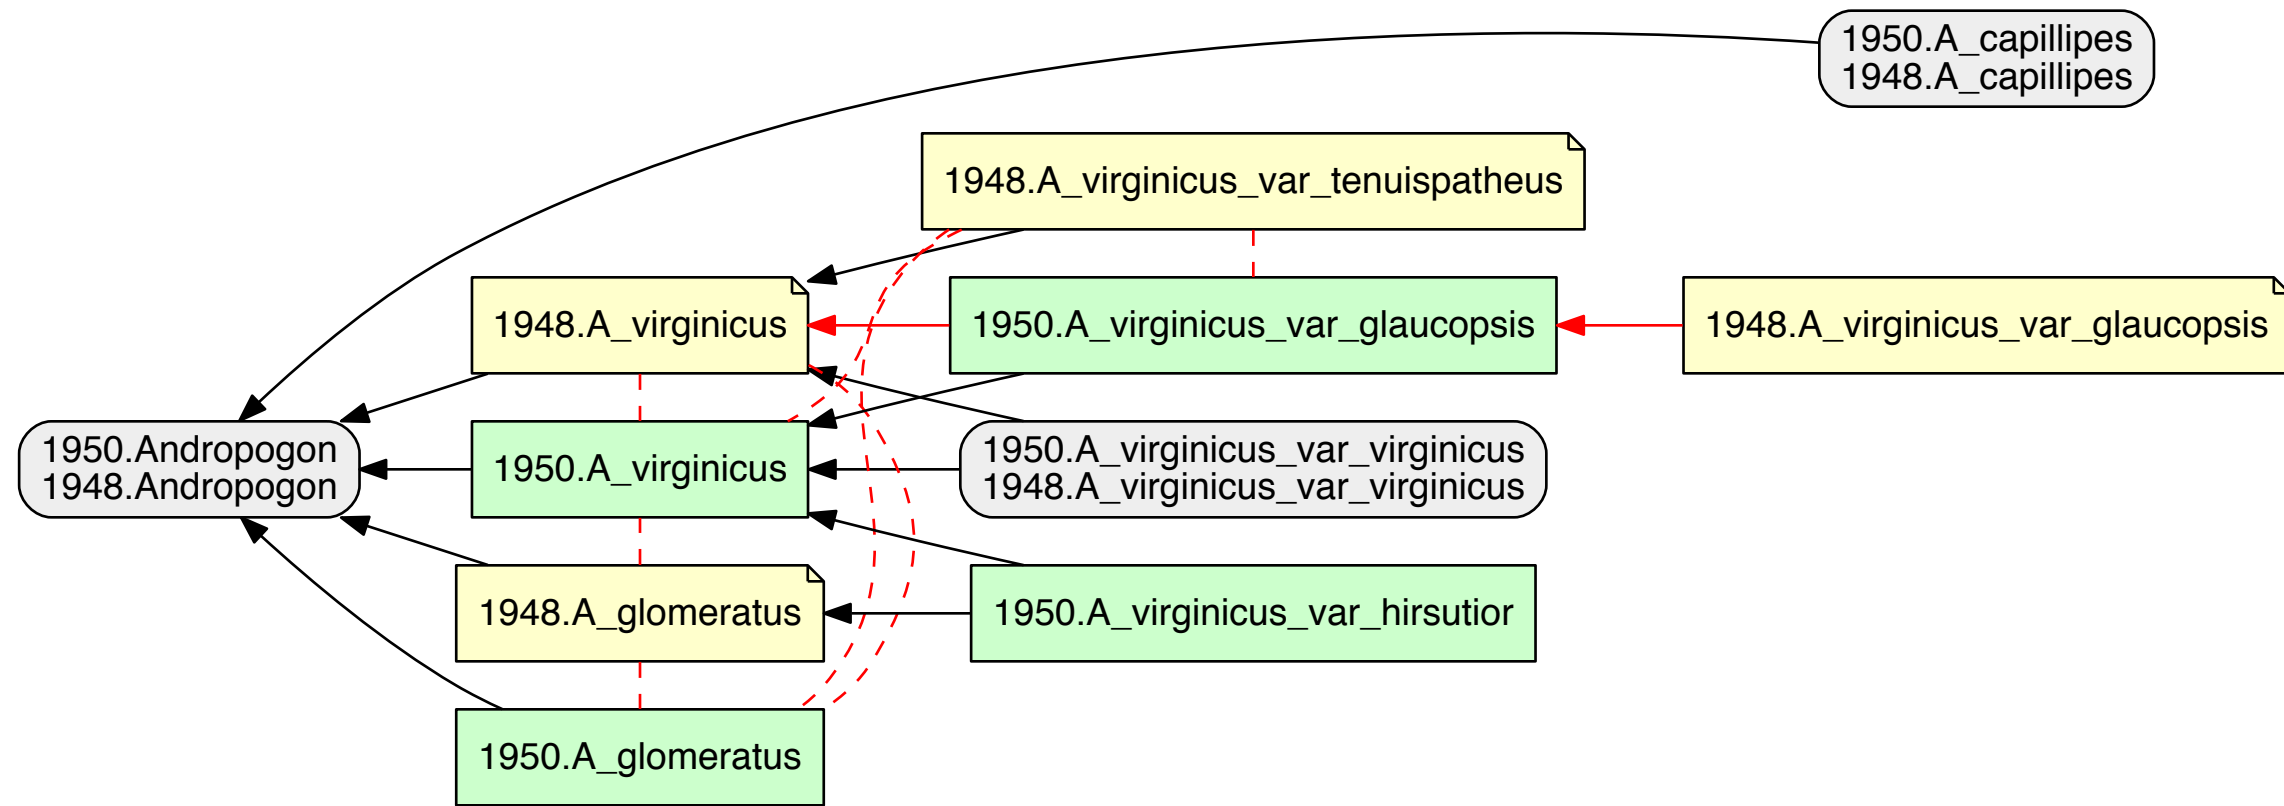 1950.A_capillipes
1948.A_capillipes
1948.A_virginicus_var_tenuispatheus
1948.A_virginicus
1950.A_virginicus_var_glaucopsis
1948.A_virginicus_var_glaucopsis
1950.Andropogon
1948.Andropogon
1950.A_virginicus
1950.A_virginicus_var_virginicus
1948.A_virginicus_var_virginicus
1948.A_glomeratus
1950.A_virginicus_var_hirsutior
1950.A_glomeratus